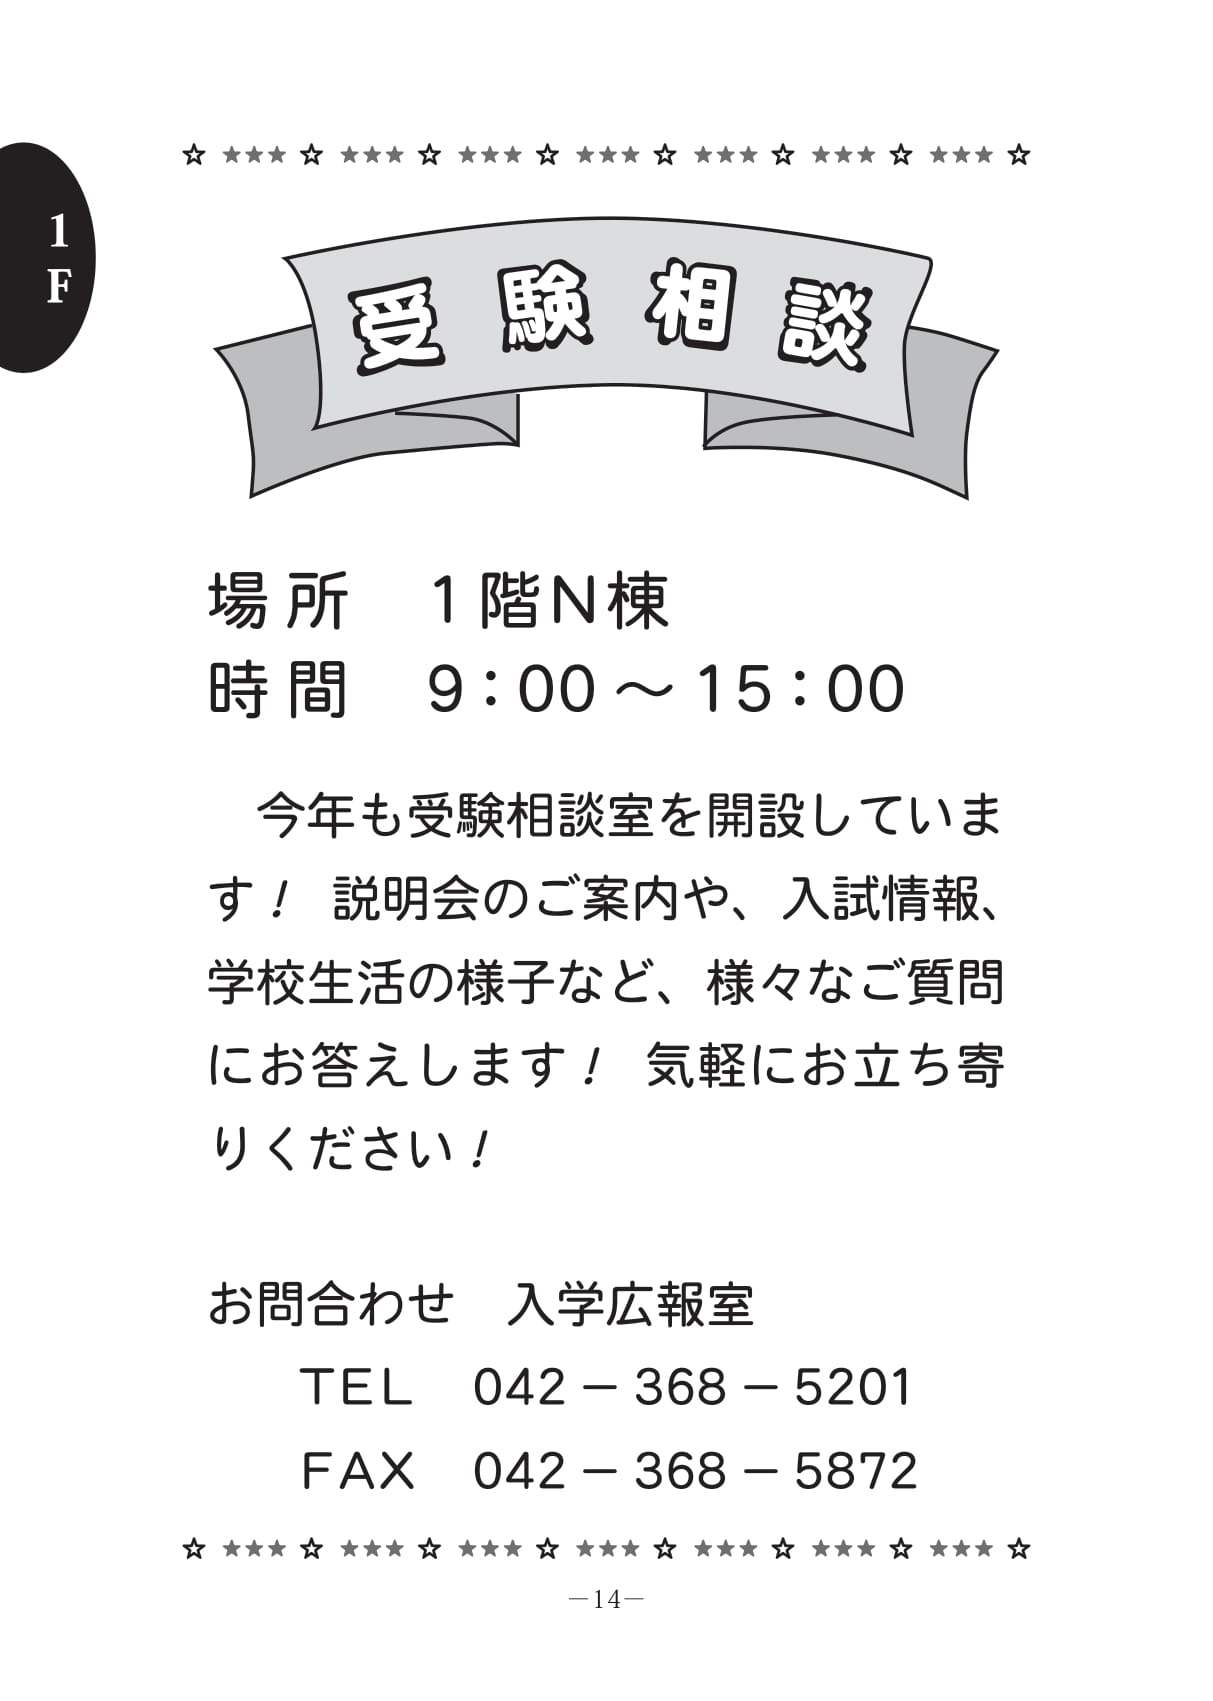 1
F
受験相談
場所　1階N棟
時間　9：00～15：00
　今年も受験相談室を開設していま
す！　説明会のご案内や、入試情報、
学校生活の様子など、様々なご質問
にお答えします！　気軽にお立ち寄
りください！
お問合わせ　入学広報室
TEL　042－368－5201
FAX　042－368－5872
—14—